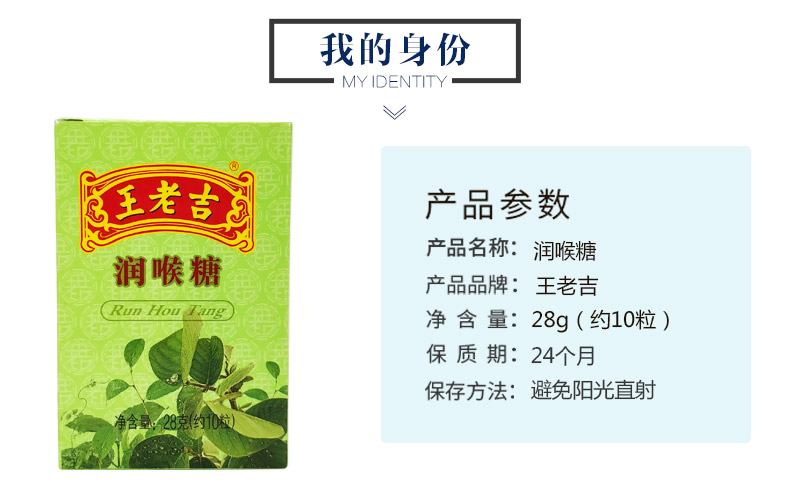 我的身份
MY IDENTITY
王老吉®
润喉糖
Run Hou Tang
净含量：28克(约10粒)
产品参数
产品名称： 润喉糖
产品品牌： 王老吉
净含量： 28g（约10粒）
保质期： 24个月
保存方法： 避免阳光直射